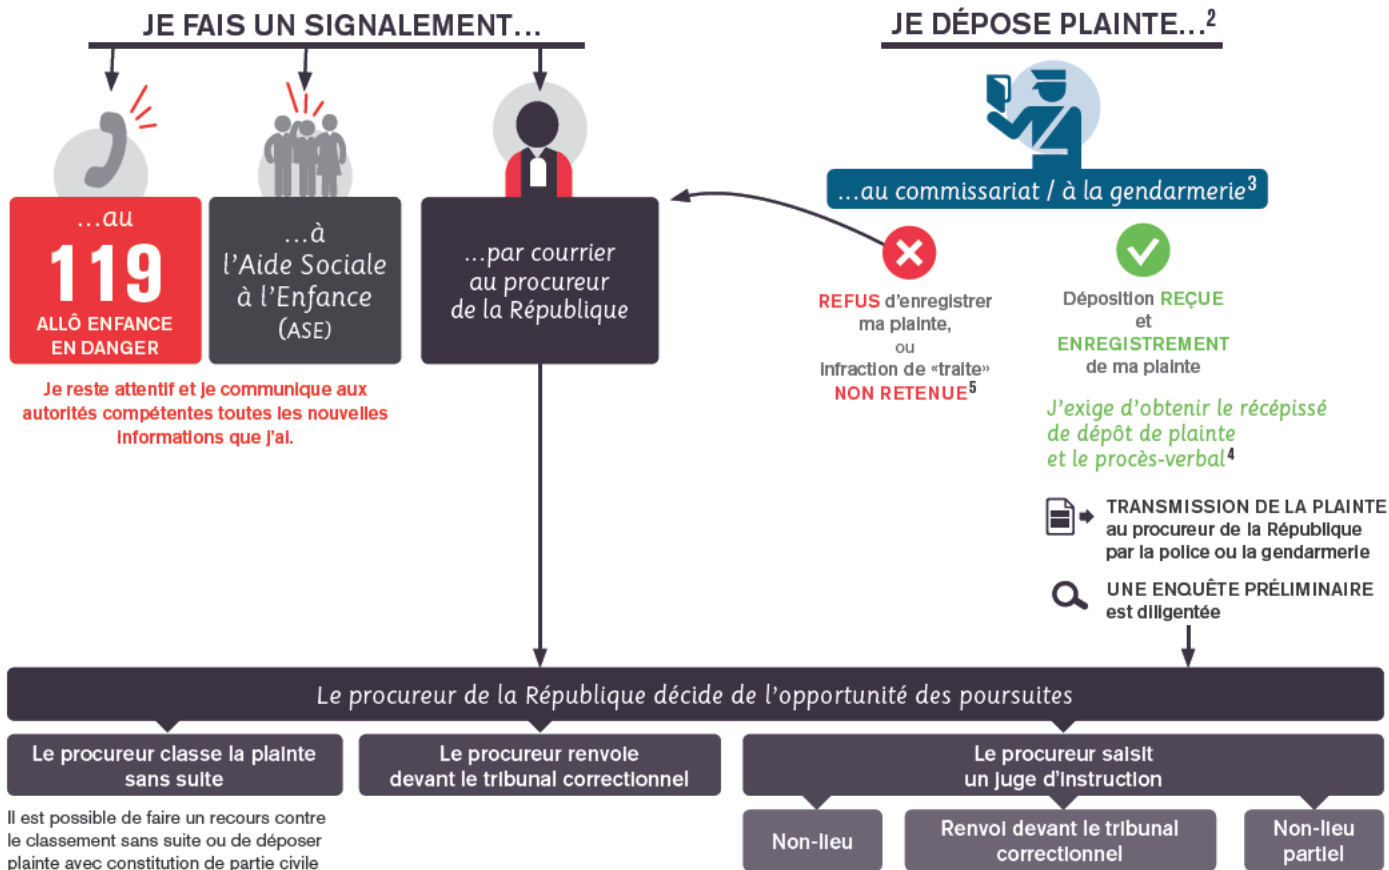 JE FAIS UN SIGNALEMENT...
...au
119
ALLÔ ENFANCE
EN DANGER
...à
l'Aide Sociale
à l'Enfance
(ASE)
...par courrier
au procureur
de la République
Je reste attentif et je communique aux
autorités compétentes toutes les nouvelles
informations que j'ai.
JE DÉPOSE PLAINTE...2
...au commissariat / à la gendarmerie3
REFUS d'enregistrer
ma plainte,
ou
infraction de «traite»
NON RETENUE5
Déposition REÇUE
et
ENREGISTREMENT
de ma plainte
J'exige d'obtenir le récépissé
de dépôt de plainte
et le procès-verbal4
TRANSMISSION DE LA PLAINTE
au procureur de la République
par la police ou la gendarmerie
UNE ENQUÊTE PRÉLIMINAIRE
est diligentée
Le procureur de la République décide de l'opportunité des poursuites
Le procureur classe la plainte
sans suite
Il est possible de faire un recours contre
le classement sans suite ou de déposer
plainte avec constitution de partie civile
Le procureur renvoie
devant le tribunal correctionnel
Le procureur saisit
un juge d'instruction
Non-lieu
Renvoi devant le tribunal
correctionnel
Non-lieu
partiel